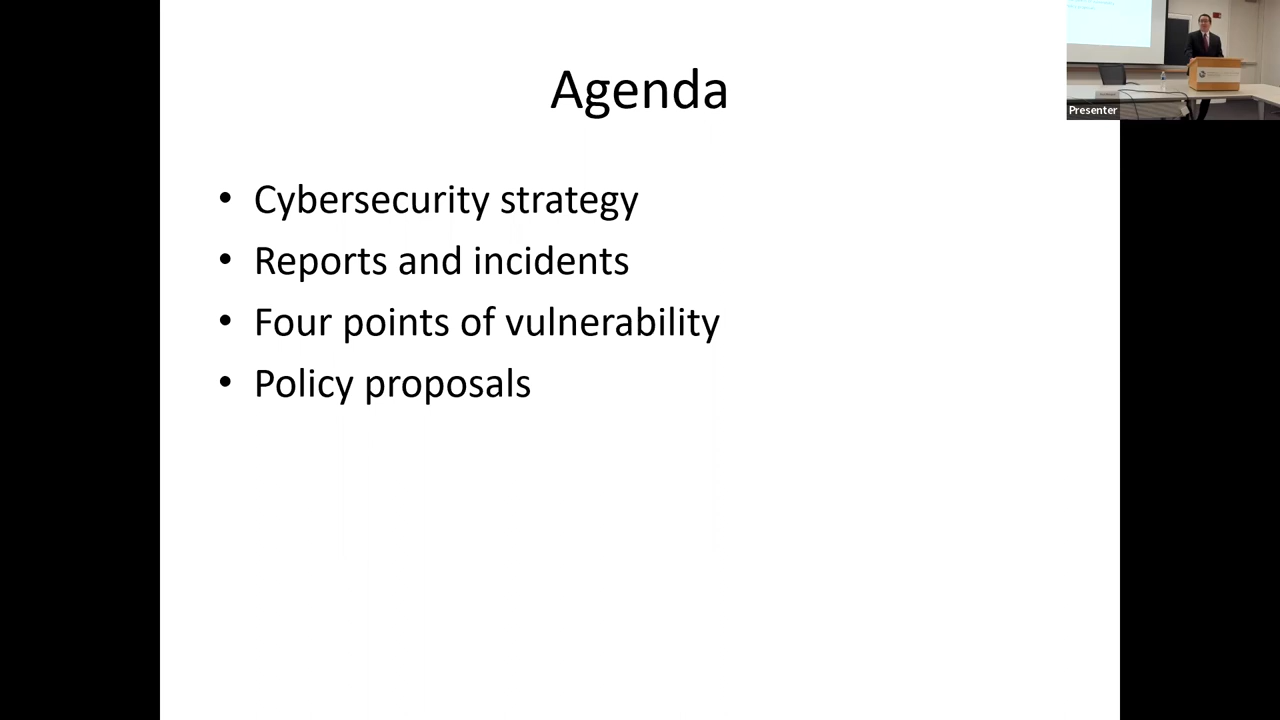 Agenda
• Cybersecurity strategy
• Reports and incidents
• Four points of vulnerability
• Policy proposals
Presenter